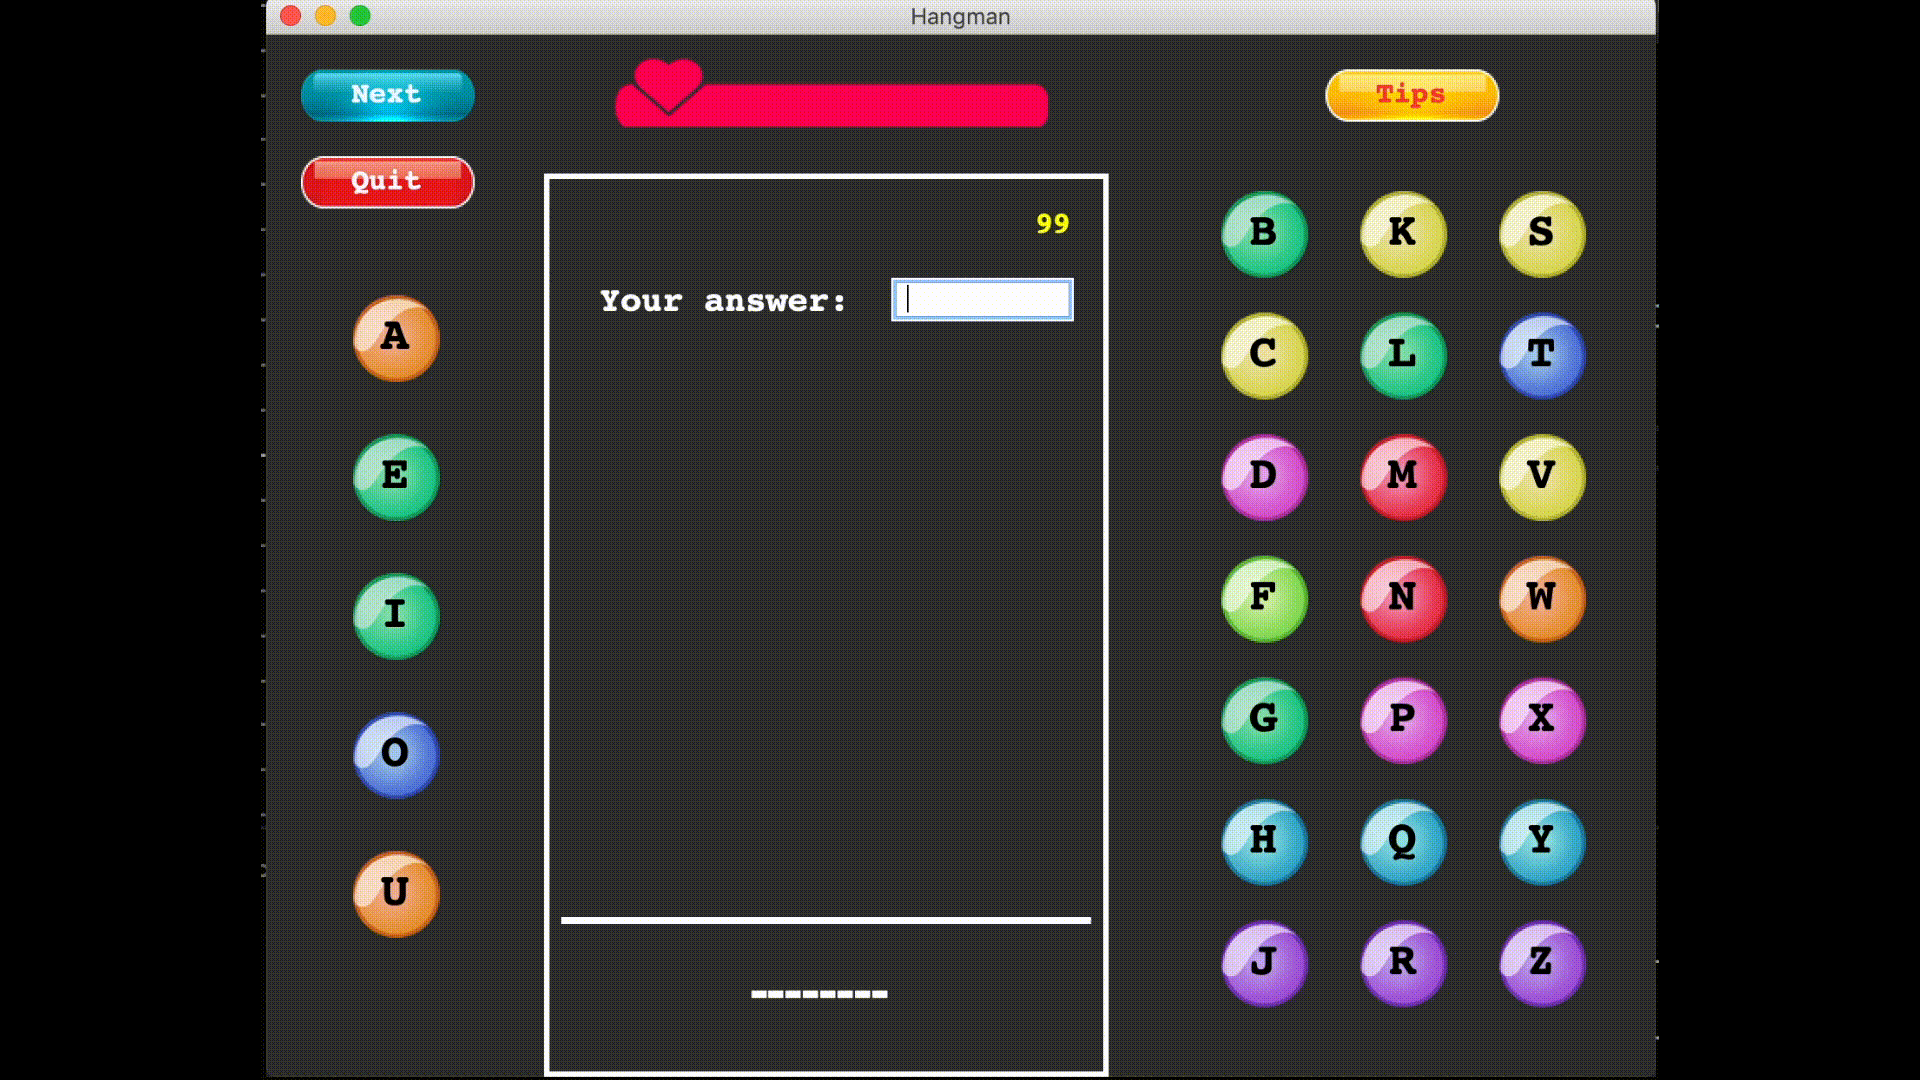 Hangman
Next
Tips
Quit
99
Your answer:
A
E
I
O
U
B K S
C L T
D M V
F N W
G P X
H Q Y
J R Z
--------